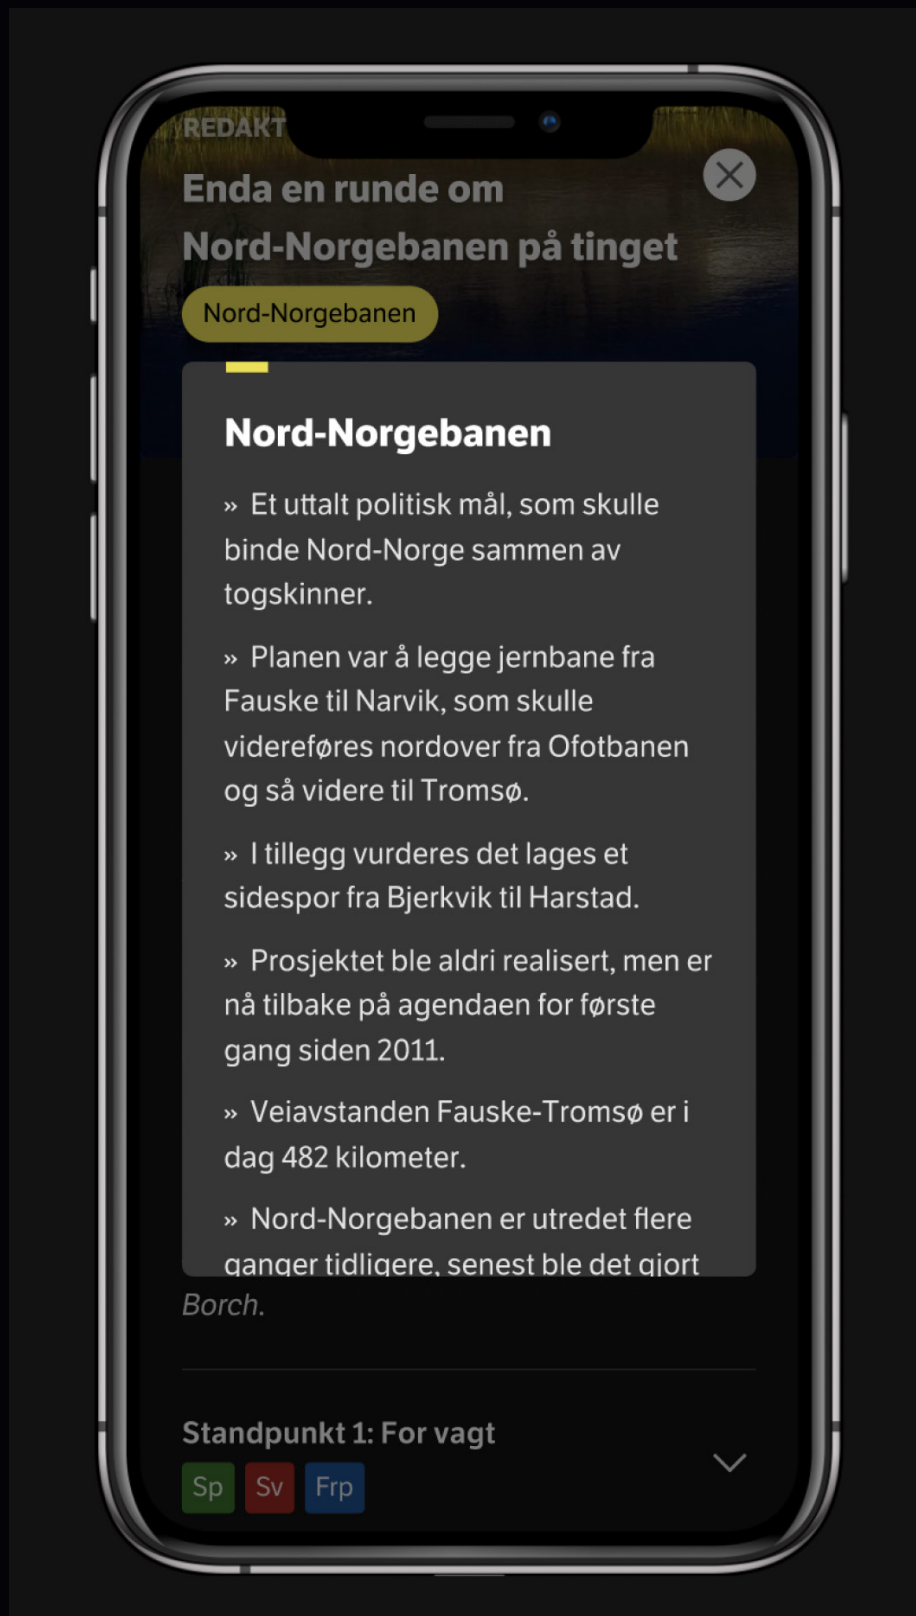 REDAKT
Enda en runde om
Nord-Norgebanen på tinget
Nord-Norgebanen
Nord-Norgebanen
» Et uttalt politisk mål, som skulle
binde Nord-Norge sammen av
togskinner.
» Planen var å legge jernbane fra
Fauske til Narvik, som skulle
videreføres nordover fra Ofotbanen
og så videre til Tromsø.
» I tillegg vurderes det lages et
sidespor fra Bjerkvik til Harstad.
» Prosjektet ble aldri realisert, men er
nå tilbake på agendaen for første
gang siden 2011.
» Veiavstanden Fauske-Tromsø er i
dag 482 kilometer.
» Nord-Norgebanen er utredet flere
ganger tidligere, senest ble det gjort
Borch.
Standpunkt 1: For vagt
Sp Sv Frp